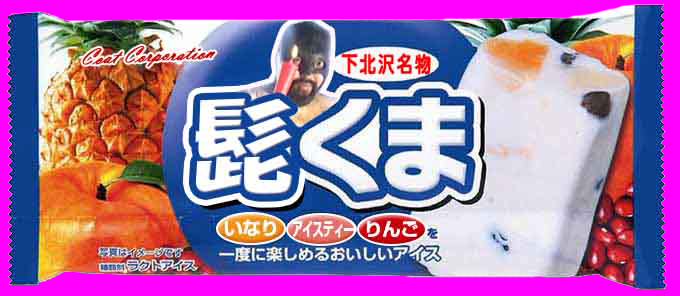 Coat Corporation
下北沢名物
髭くま
いなり アイスティー りんご を
一度に楽しめるおいしいアイス
写真はイメージです
種類別 ラクトアイス